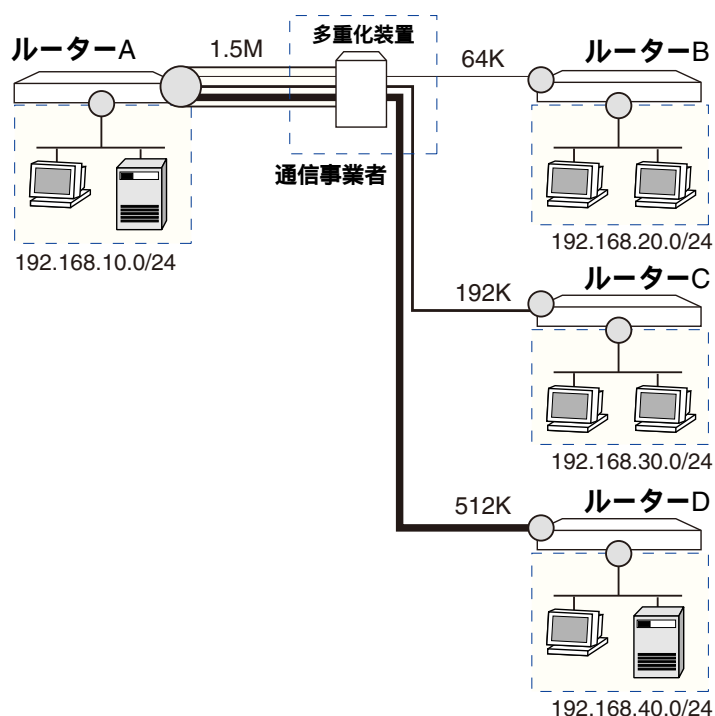 多重化装置
ルーターA
1.5M
64K
ルーターB
通信事業者
192.168.10.0/24
192.168.20.0/24
ルーターC
192K
192.168.30.0/24
ルーターD
512K
192.168.40.0/24